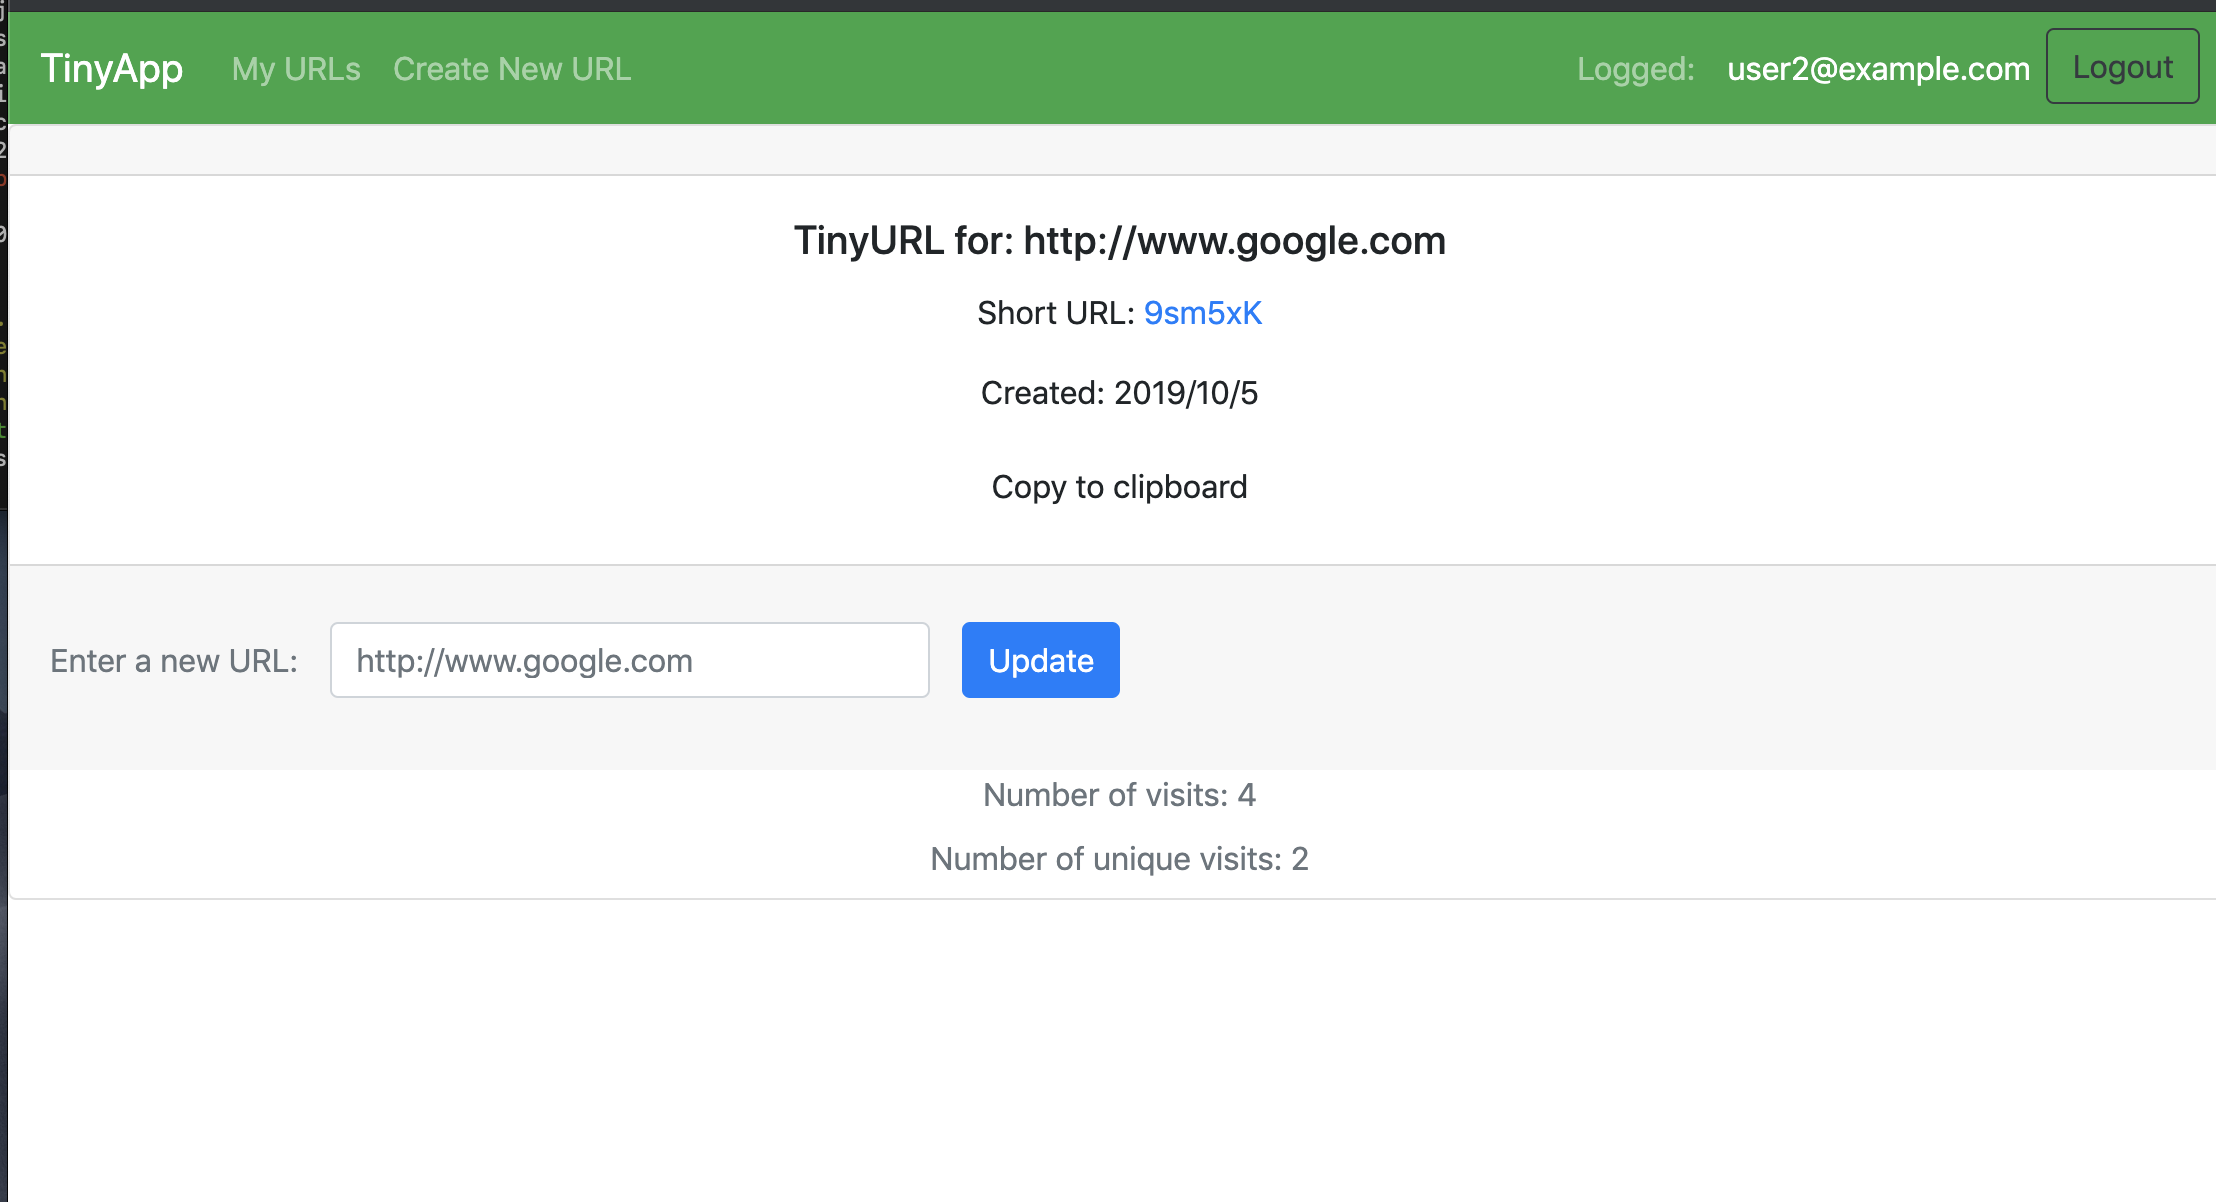 TinyApp My URLs Create New URL Logged: user2@example.com Logout
TinyURL for: http://www.google.com
Short URL: 9sm5xK
Created: 2019/10/5
Copy to clipboard
Enter a new URL: http://www.google.com Update
Number of visits: 4
Number of unique visits: 2